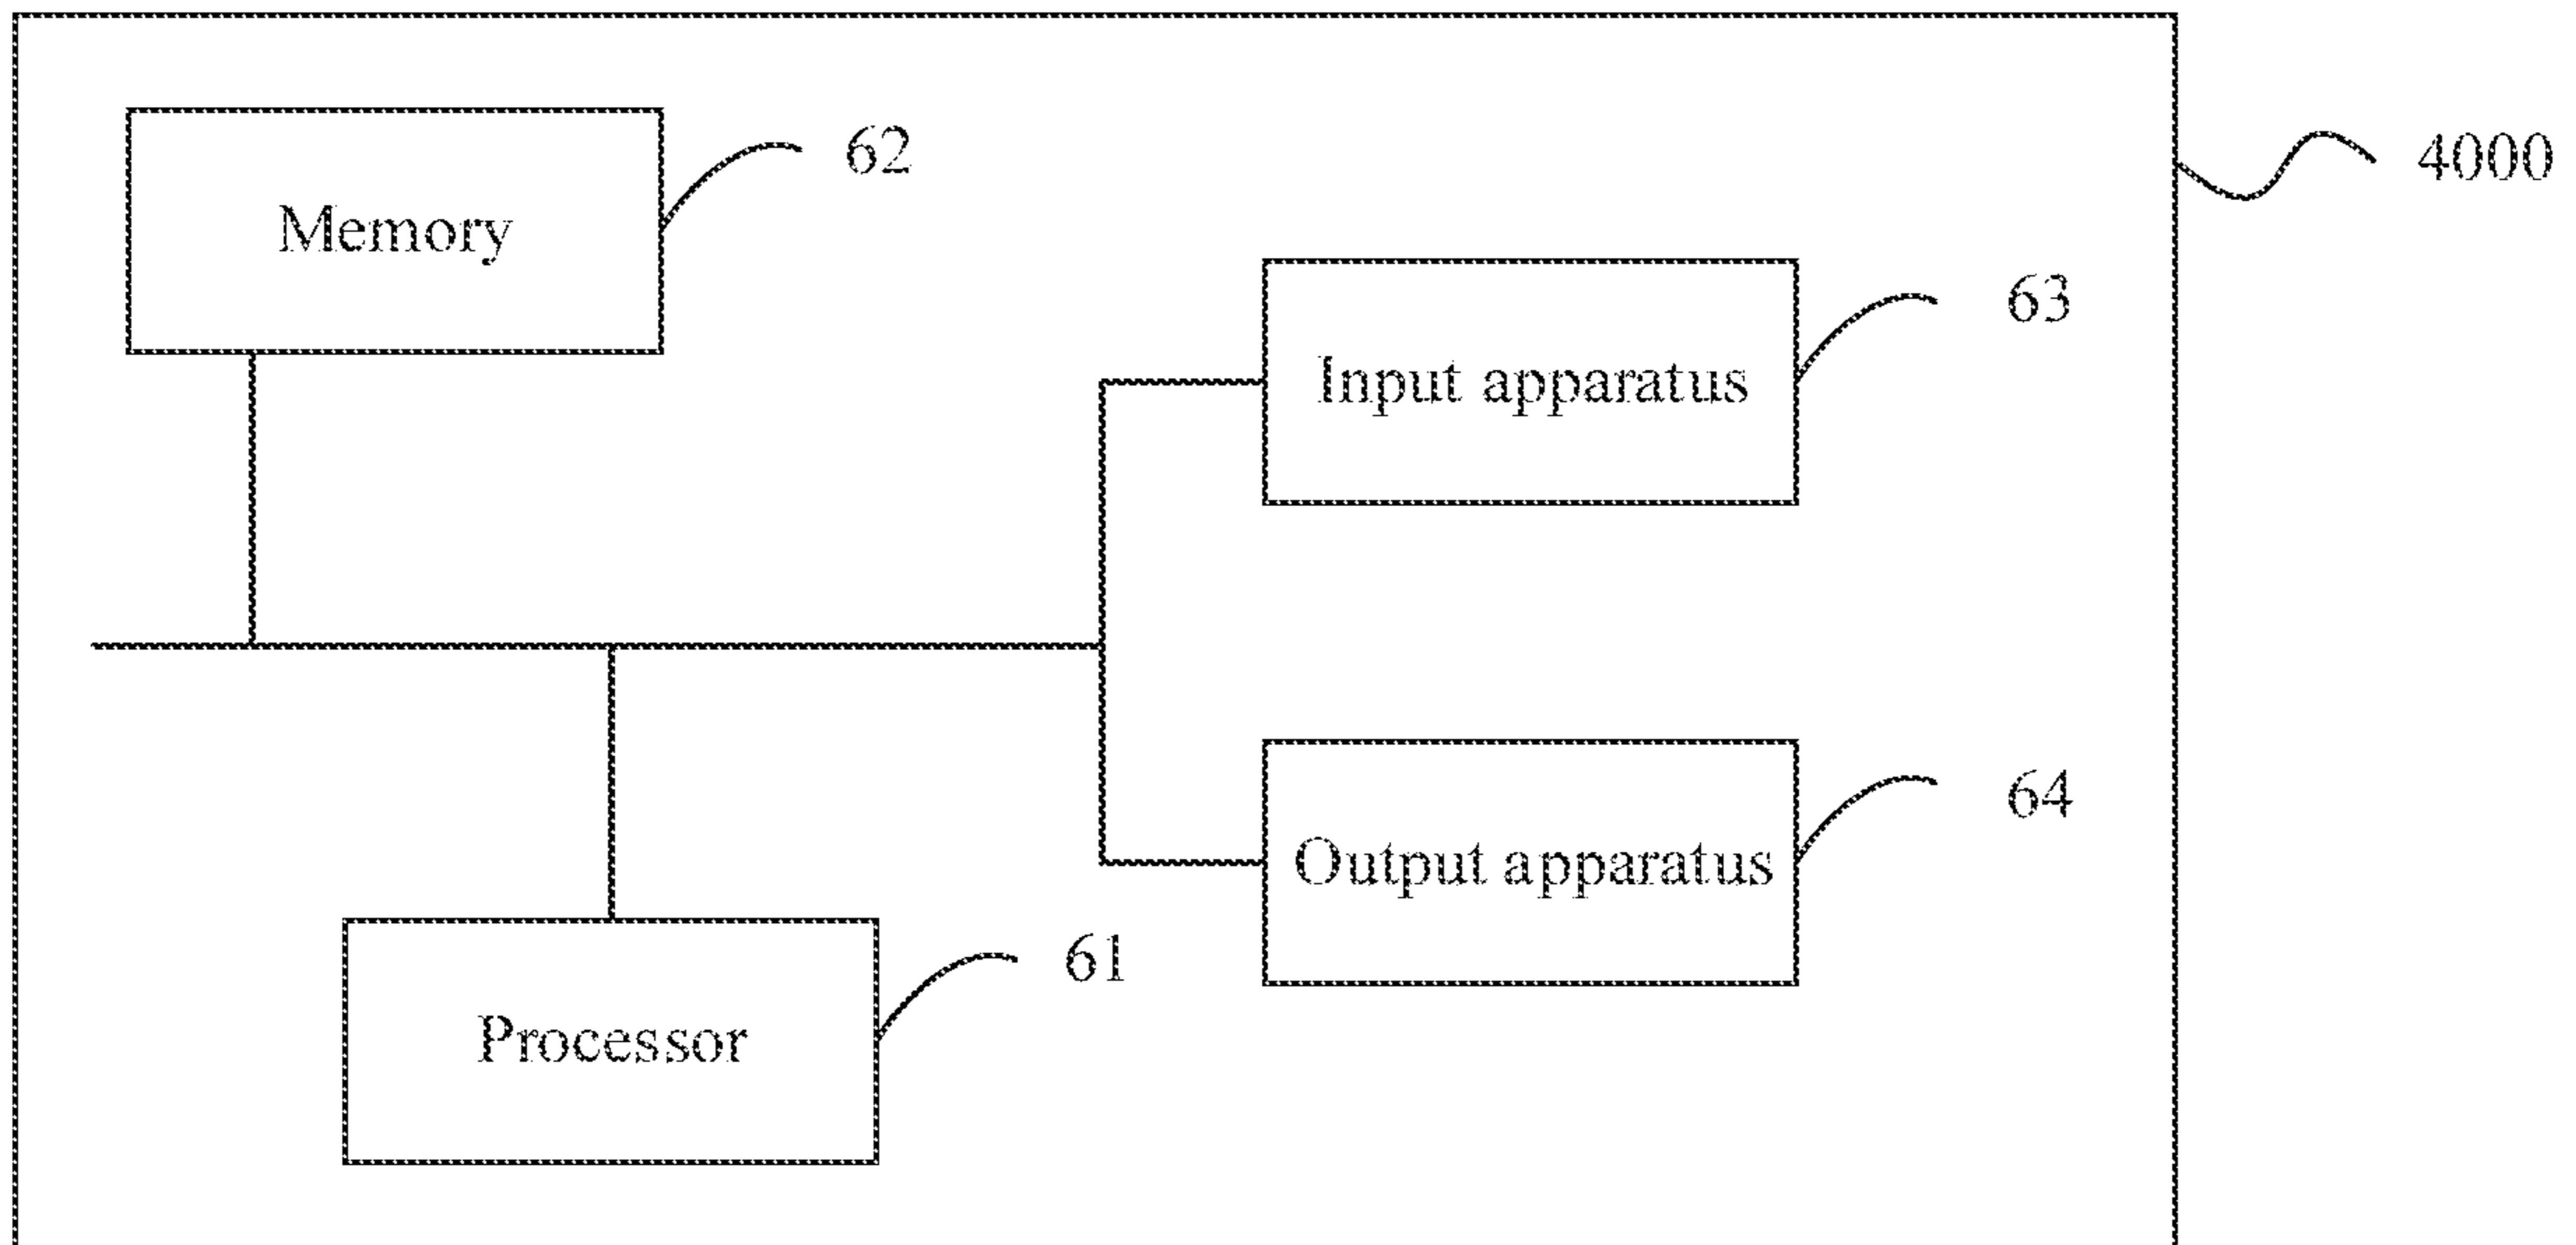 Memory
62
4000
Input apparatus
63
Output apparatus
64
Processor
61